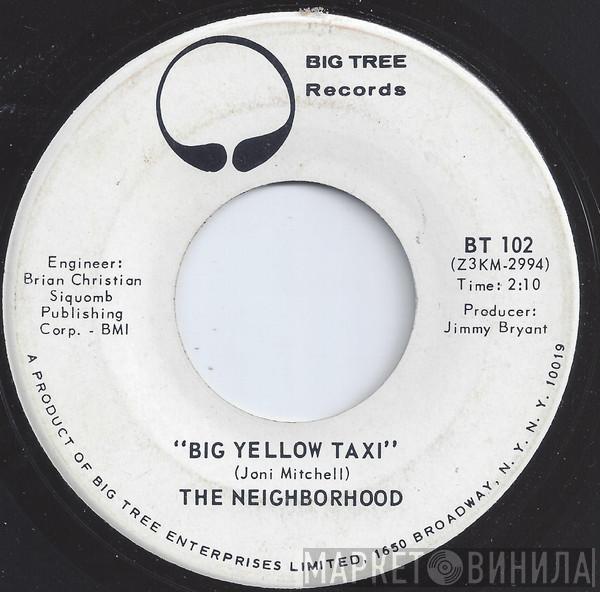 BIG TREE
Records
BT 102
(Z3KM-2994)
Time: 2:10
Producer:
Jimmy Bryant
Engineer:
Brian Christian
Siquomb
Publishing
Corp. - BMI
"BIG YELLOW TAXI"
(Joni Mitchell)
THE NEIGHBORHOOD
A PRODUCT OF BIG TREE ENTERPRISES LIMITED, 1650 BROADWAY, N. Y. N. Y. 10019
МАРКЕТ ВИНИЛА